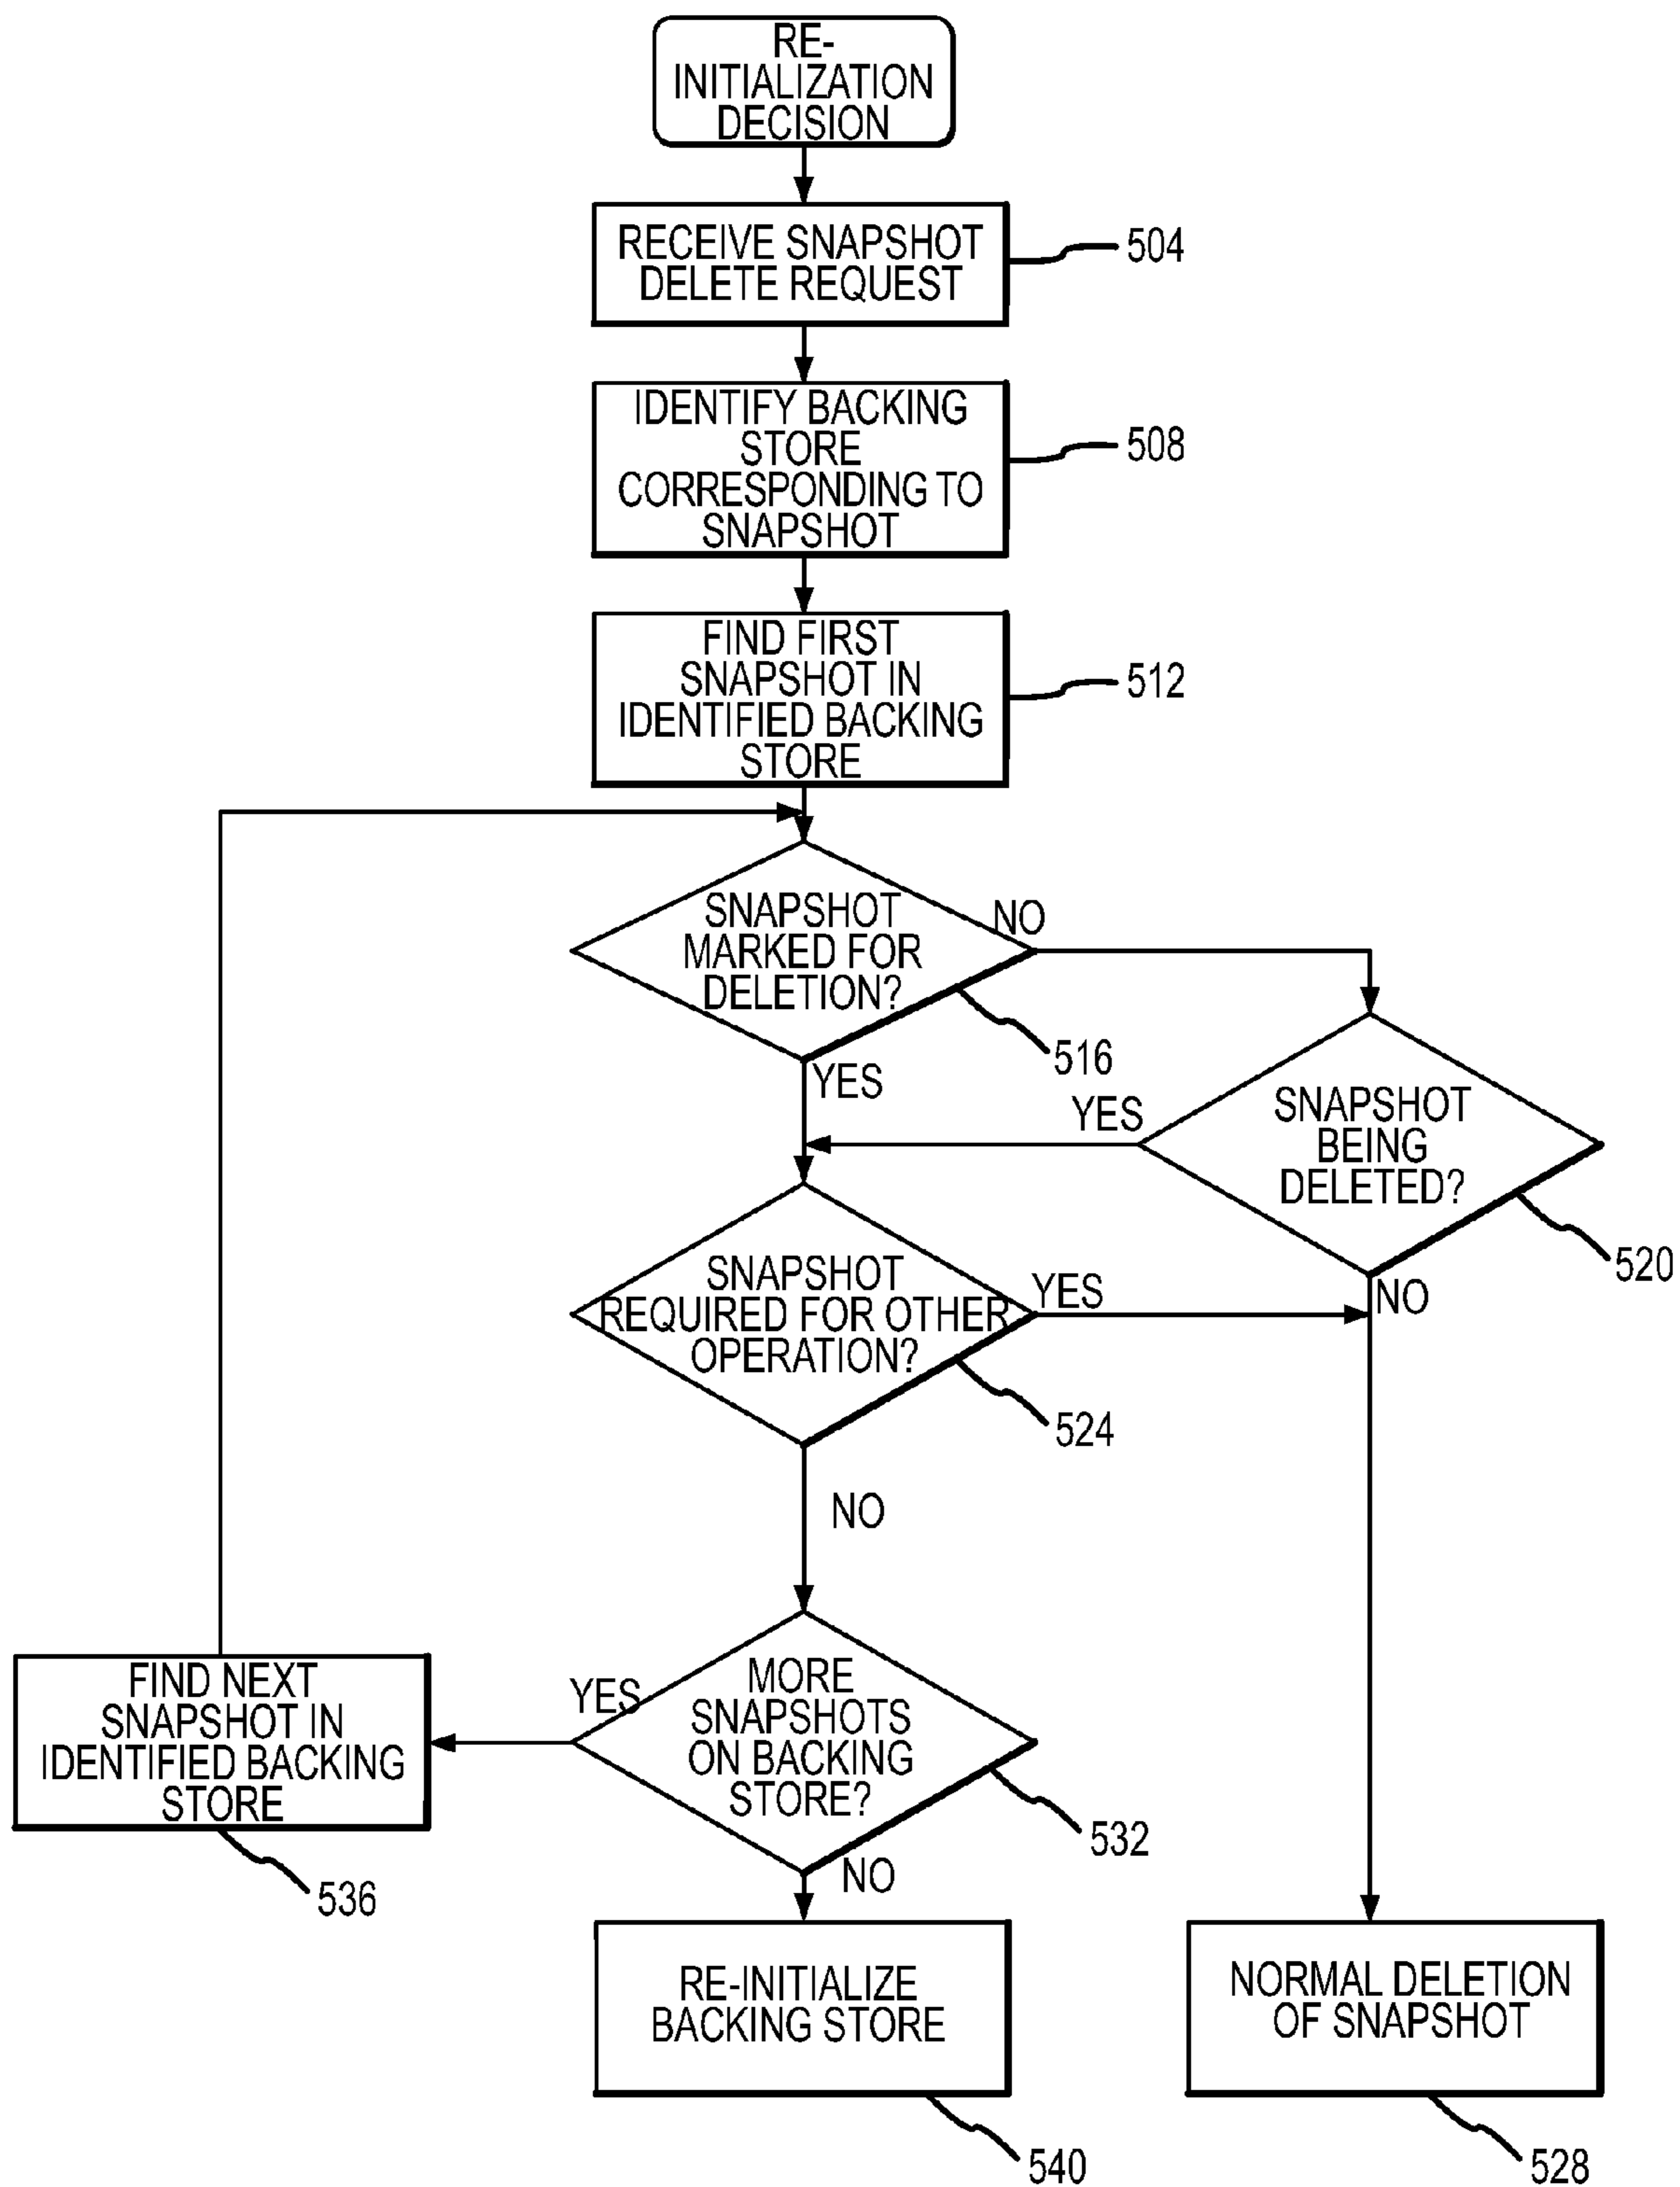 RE-
INITIALIZATION
DECISION
RECEIVE SNAPSHOT
DELETE REQUEST
504
IDENTIFY BACKING
STORE
CORRESPONDING TO
SNAPSHOT
508
FIND FIRST
SNAPSHOT IN
IDENTIFIED BACKING
STORE
512
SNAPSHOT
MARKED FOR
DELETION?
NO
516
YES
SNAPSHOT
BEING
DELETED?
YES
520
NO
SNAPSHOT
REQUIRED FOR OTHER
OPERATION?
YES
524
NO
MORE
SNAPSHOTS
ON BACKING
STORE?
YES
532
NO
FIND NEXT
SNAPSHOT IN
IDENTIFIED BACKING
STORE
536
RE-INITIALIZE
BACKING STORE
540
NORMAL DELETION
OF SNAPSHOT
528